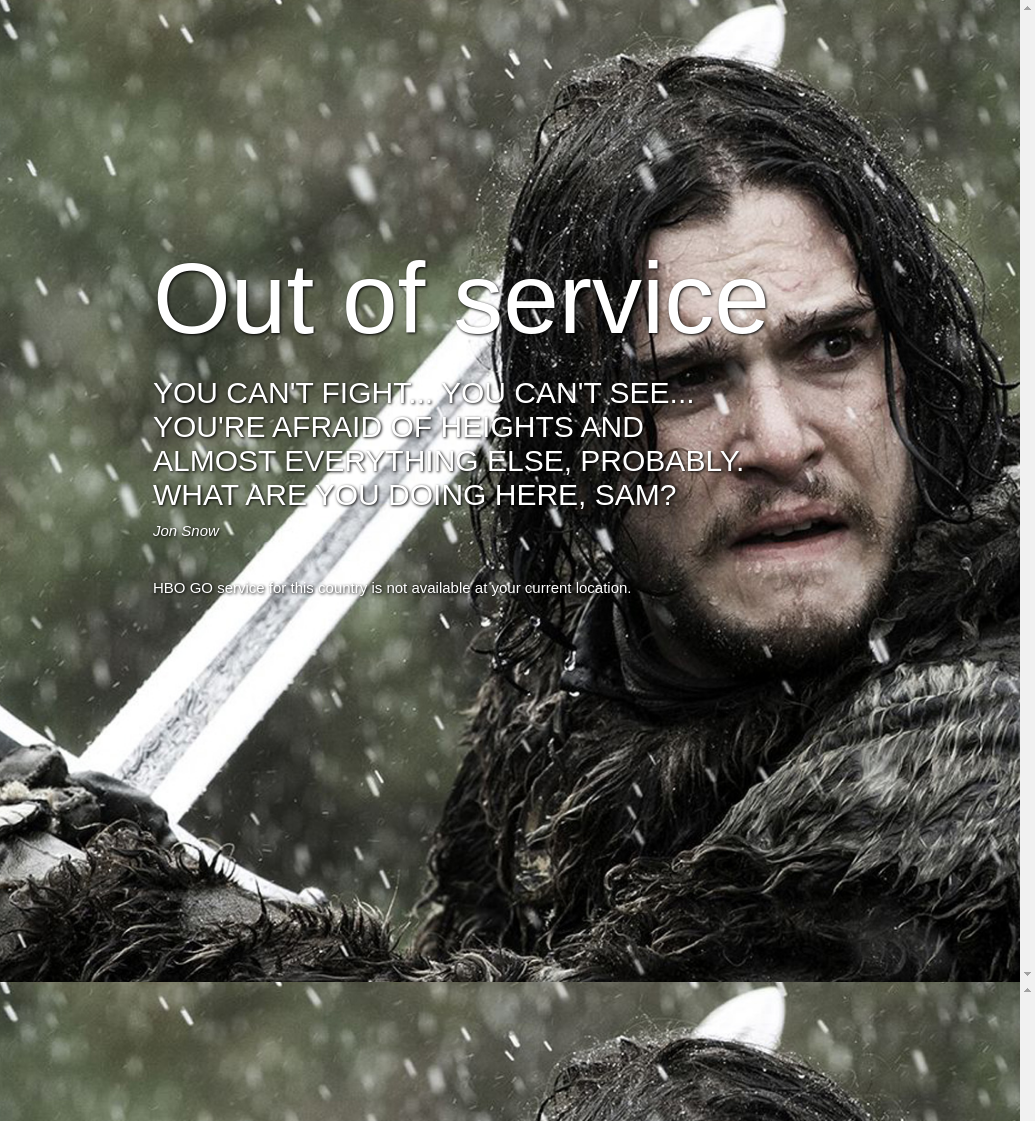 Out of service
YOU CAN'T FIGHT... YOU CAN'T SEE...
YOU'RE AFRAID OF HEIGHTS AND
ALMOST EVERYTHING ELSE, PROBABLY.
WHAT ARE YOU DOING HERE, SAM?
Jon Snow
HBO GO service for this country is not available at your current location.